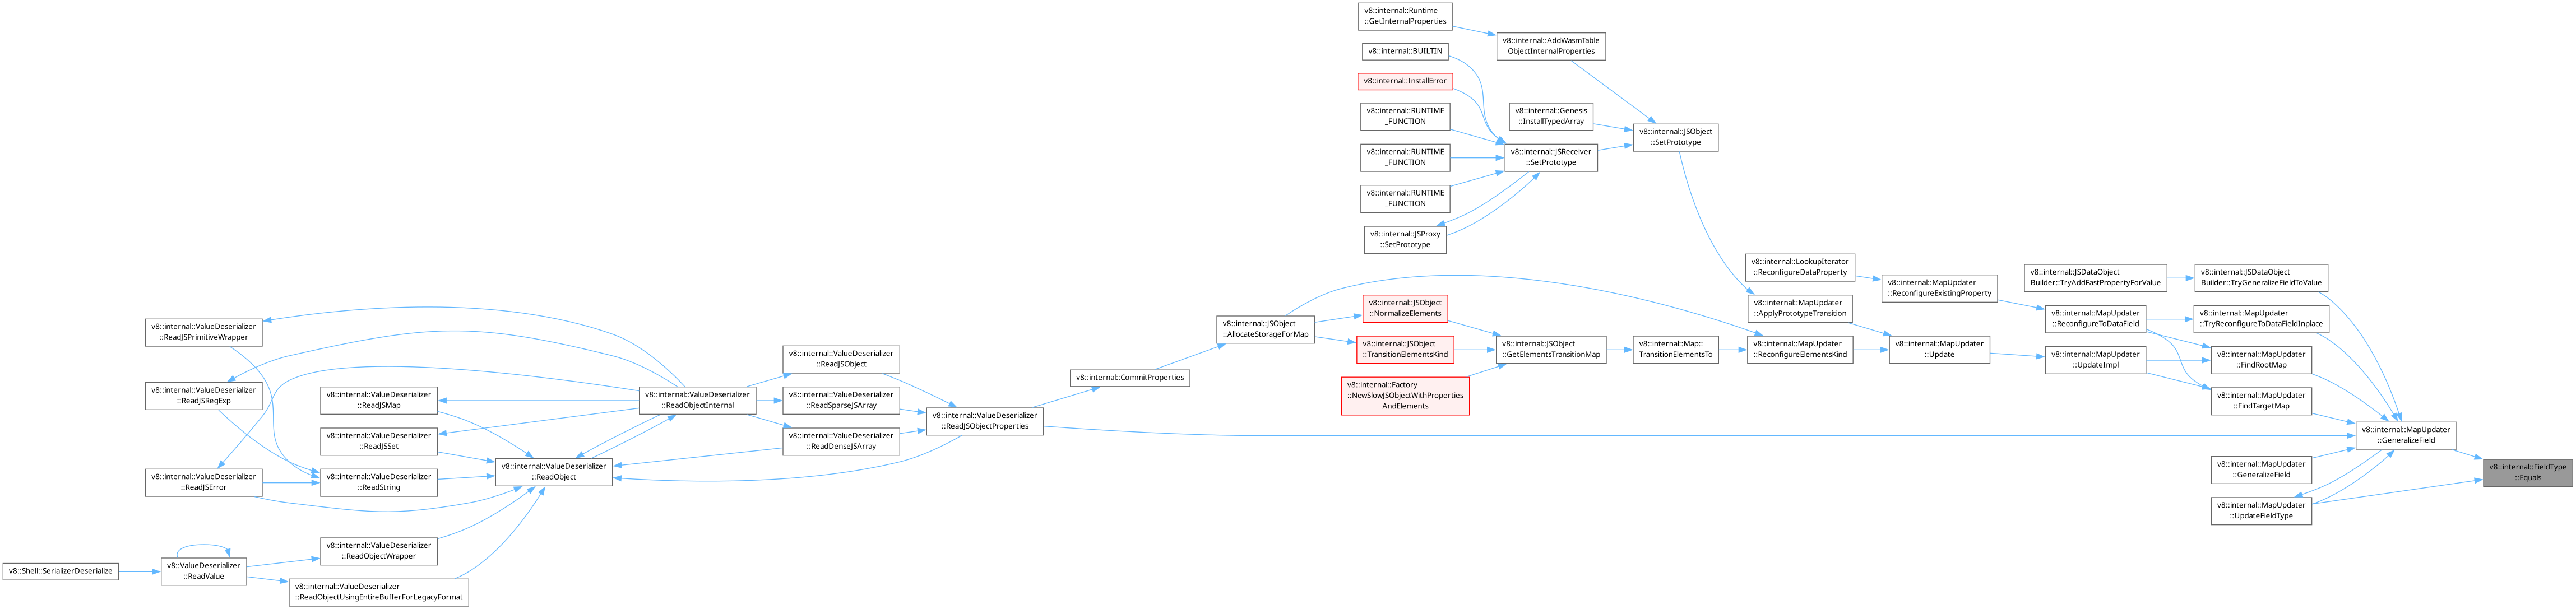 v8::internal::Runtime
::GetInternalProperties
v8::internal::AddWasmTable
ObjectInternalProperties
v8::internal::BUILTIN
v8::internal::InstallError
v8::internal::RUNTIME
_FUNCTION
v8::internal::Genesis
::InstallTypedArray
v8::internal::JSObject
::SetPrototype
v8::internal::RUNTIME
_FUNCTION
v8::internal::JSReceiver
::SetPrototype
v8::internal::RUNTIME
_FUNCTION
v8::internal::JSProxy
::SetPrototype
v8::internal::LookupIterator
::ReconfigureDataProperty
v8::internal::MapUpdater
::ReconfigureExistingProperty
v8::internal::JSDataObject
Builder::TryAddFastPropertyForValue
v8::internal::JSDataObject
Builder::TryGeneralizeFieldToValue
v8::internal::MapUpdater
::ApplyPrototypeTransition
v8::internal::MapUpdater
::ReconfigureToDataField
v8::internal::MapUpdater
::TryReconfigureToDataFieldInplace
v8::internal::JSObject
::NormalizeElements
v8::internal::JSObject
::AllocateStorageForMap
v8::internal::JSObject
::TransitionElementsKind
v8::internal::JSObject
::GetElementsTransitionMap
v8::internal::Map::
TransitionElementsTo
v8::internal::MapUpdater
::ReconfigureElementsKind
v8::internal::MapUpdater
::Update
v8::internal::MapUpdater
::UpdateImpl
v8::internal::MapUpdater
::FindRootMap
v8::internal::Factory
::NewSlowJSObjectWithProperties
AndElements
v8::internal::MapUpdater
::FindTargetMap
v8::internal::MapUpdater
::GeneralizeField
v8::internal::MapUpdater
::GeneralizeField
v8::internal::FieldType
::Equals
v8::internal::MapUpdater
::UpdateFieldType
v8::internal::CommitProperties
v8::internal::ValueDeserializer
::ReadJSPrimitiveWrapper
v8::internal::ValueDeserializer
::ReadJSObject
v8::internal::ValueDeserializer
::ReadJSRegExp
v8::internal::ValueDeserializer
::ReadJSMap
v8::internal::ValueDeserializer
::ReadObjectInternal
v8::internal::ValueDeserializer
::ReadSparseJSArray
v8::internal::ValueDeserializer
::ReadJSObjectProperties
v8::internal::ValueDeserializer
::ReadJSSet
v8::internal::ValueDeserializer
::ReadDenseJSArray
v8::internal::ValueDeserializer
::ReadJSError
v8::internal::ValueDeserializer
::ReadString
v8::internal::ValueDeserializer
::ReadObject
v8::internal::ValueDeserializer
::ReadObjectWrapper
v8::Shell::SerializerDeserialize
v8::ValueDeserializer
::ReadValue
v8::internal::ValueDeserializer
::ReadObjectUsingEntireBufferForLegacyFormat